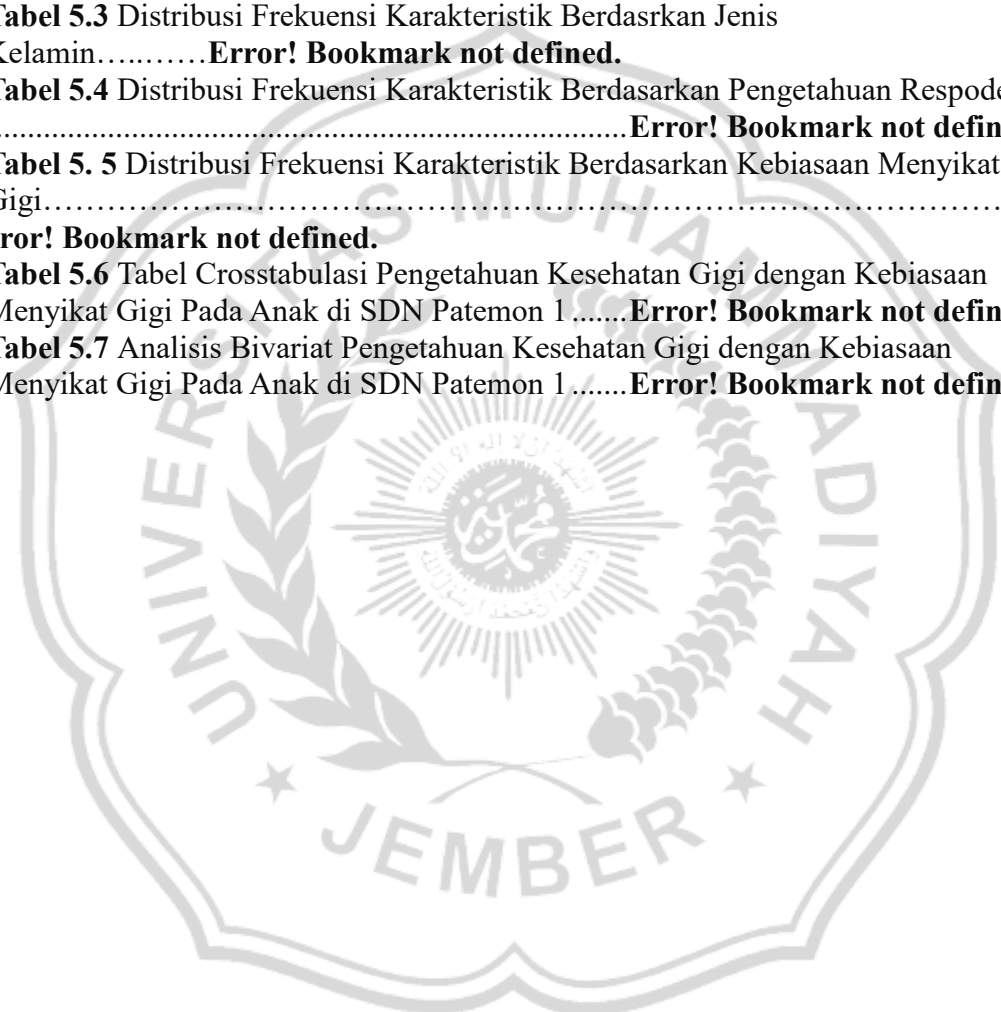 Tabel 5.3 Distribusi Frekuensi Karakteristik Berdasrkan Jenis
Kelamin…..……Error! Bookmark not defined.
Tabel 5.4 Distribusi Frekuensi Karakteristik Berdasarkan Pengetahuan Respode
................................................................................Error! Bookmark not defin
Tabel 5. 5 Distribusi Frekuensi Karakteristik Berdasarkan Kebiasaan Menyikat
Gigi…………………………………………………………………………………….
ror! Bookmark not defined.
Tabel 5.6 Tabel Crosstabulasi Pengetahuan Kesehatan Gigi dengan Kebiasaan
Menyikat Gigi Pada Anak di SDN Patemon 1.......Error! Bookmark not defin
Tabel 5.7 Analisis Bivariat Pengetahuan Kesehatan Gigi dengan Kebiasaan
Menyikat Gigi Pada Anak di SDN Patemon 1.......Error! Bookmark not defin
UNIVERSITAS MUHAMMADIYAH
JEMBER